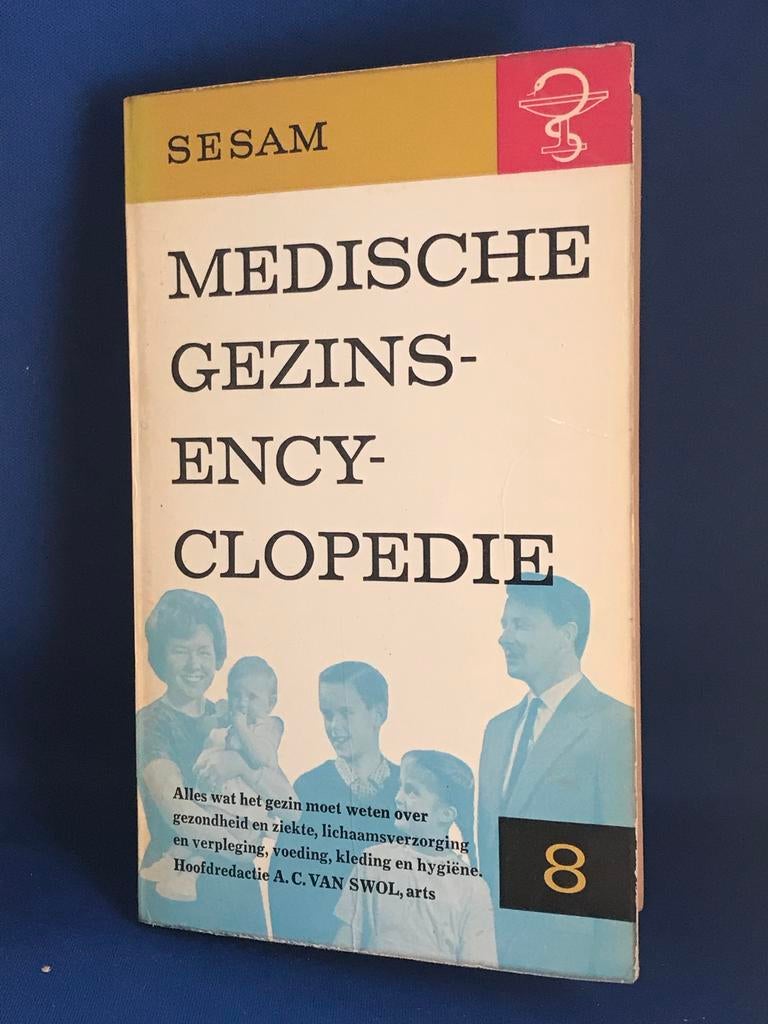 SESAM
MEDISCHE
GEZINS-
ENCY-
CLOPEDIE
Alles wat het gezin moet weten over
gezondheid en ziekte, lichaamsverzorging
en verpleging, voeding, kleding en hygiëne.
Hoofdredactie A. C. VAN SWOL, arts
8